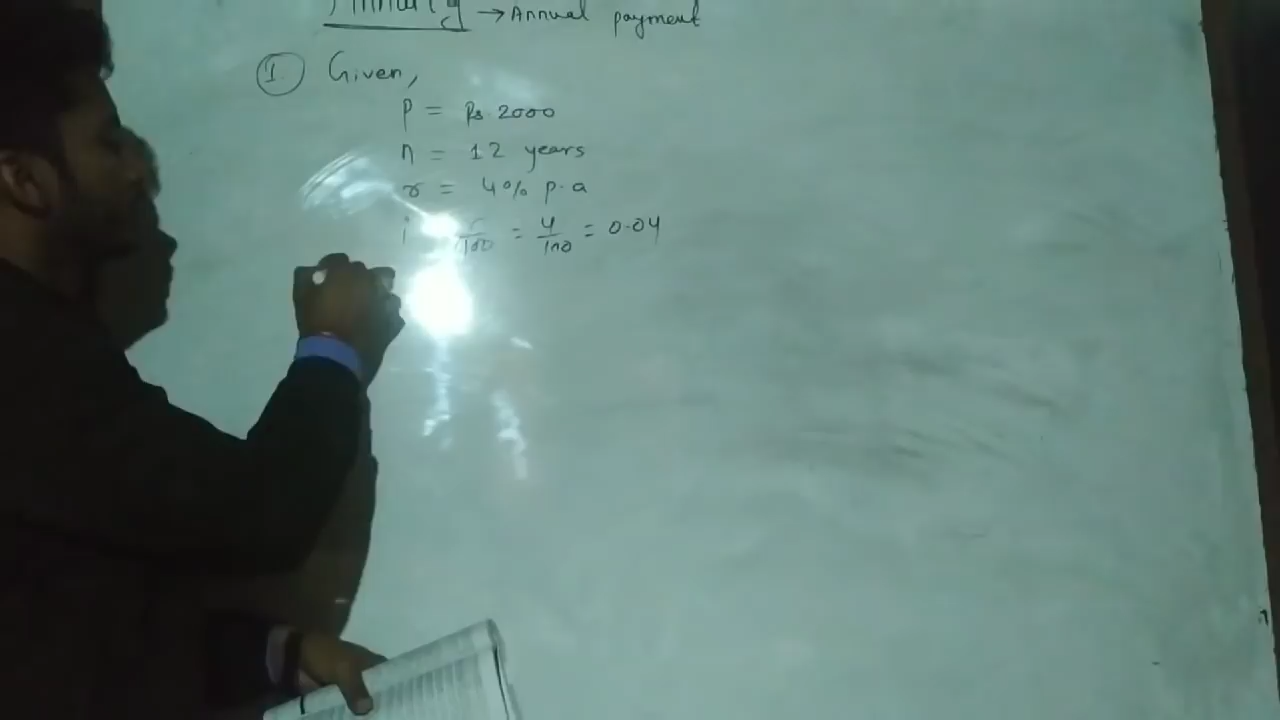 Annuity → Annual payment
1. Given,
P = Rs 2000
n = 12 years
r = 4% p.a
i = r/100 = 4/100 = 0.04